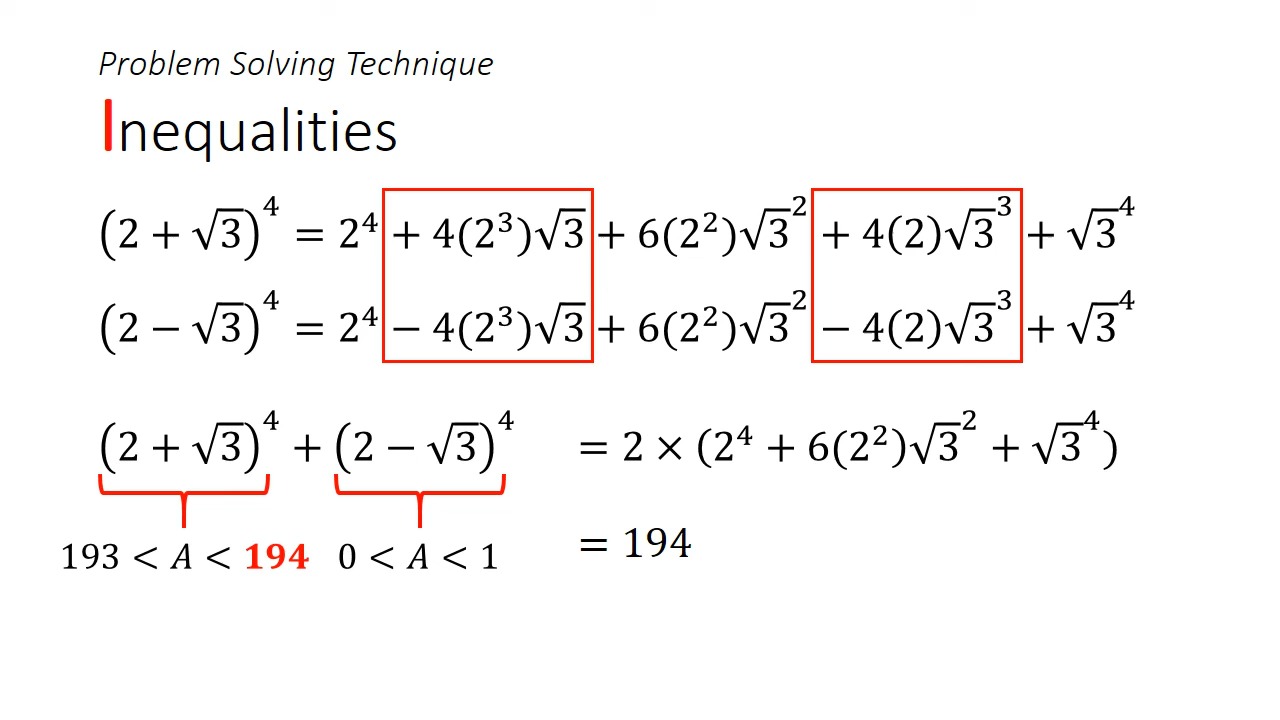 Problem Solving Technique
Inequalities
(2 + √3)⁴ = 2⁴ + 4(2³)√3 + 6(2²)√3² + 4(2)√3³ + √3⁴
(2 − √3)⁴ = 2⁴ − 4(2³)√3 + 6(2²)√3² − 4(2)√3³ + √3⁴
(2 + √3)⁴ + (2 − √3)⁴ = 2 × (2⁴ + 6(2²)√3² + √3⁴)
193 < A < 194 0 < A < 1 = 194